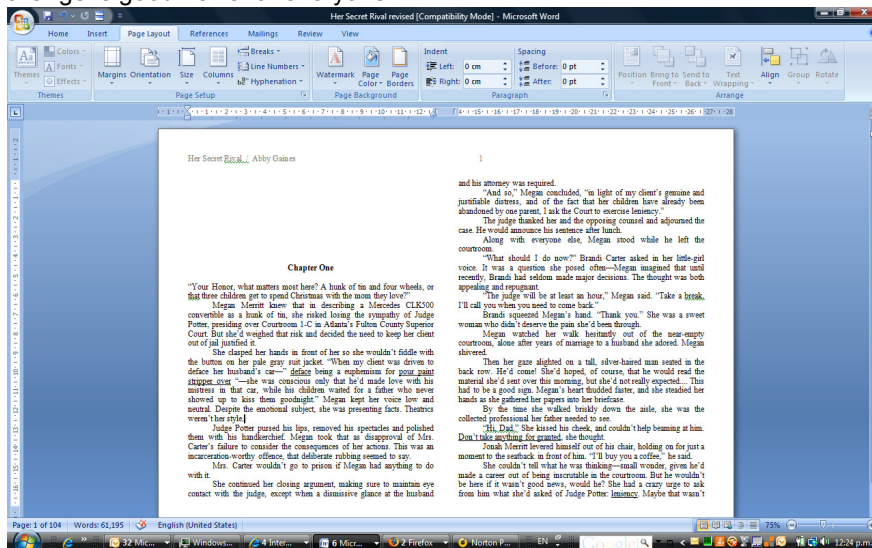 Her Secret Rival revised [Compatibility Mode] - Microsoft Word
Home Insert Page Layout References Mailings Review View
Themes
Colors
Fonts
Effects
Themes
Margins Orientation Size Columns
Breaks
Line Numbers
Hyphenation
Page Setup
Watermark Page Color Page Borders
Page Background
Indent
Left: 0 cm
Right: 0 cm
Spacing
Before: 0 pt
After: 0 pt
Paragraph
Position Bring to Front Send to Back Text Wrapping Align Group Rotate
Arrange
Her Secret Rival / Abby Gaines 1
Chapter One
“Your Honor, what matters most here? A hunk of tin and four wheels, or
that three children get to spend Christmas with the mom they love?”
Megan Merritt knew that in describing a Mercedes CLK500
convertible as a hunk of tin, she risked losing the sympathy of Judge
Potter, presiding over Courtroom 1-C in Atlanta's Fulton County Superior
Court. But she'd weighed that risk and decided the need to keep her client
out of jail justified it.
She clasped her hands in front of her so she wouldn't fiddle with
the button on her pale gray suit jacket. “When my client was driven to
deface her husband's car—” deface being a euphemism for pour paint
stripper over “—she was conscious only that he'd made love with his
mistress in that car, while his children waited for a father who never
showed up to kiss them goodnight.” Megan kept her voice low and
neutral. Despite the emotional subject, she was presenting facts. Theatrics
weren't her style.
Judge Potter pursed his lips, removed his spectacles and polished
them with his handkerchief. Megan took that as disapproval of Mrs.
Carter's failure to consider the consequences of her actions. This was an
incarceration-worthy offence, that deliberate rubbing seemed to say.
Mrs. Carter wouldn't go to prison if Megan had anything to do
with it.
She continued her closing argument, making sure to maintain eye
contact with the judge, except when a dismissive glance at the husband
and his attorney was required.
“And so,” Megan concluded, “in light of my client's genuine and
justifiable distress, and of the fact that her children have already been
abandoned by one parent, I ask the Court to exercise leniency.”
The judge thanked her and the opposing counsel and adjourned the
case. He would announce his sentence after lunch.
Along with everyone else, Megan stood while he left the
courtroom.
“What should I do now?” Brandi Carter asked in her little-girl
voice. It was a question she posed often—Megan imagined that until
recently, Brandi had seldom made major decisions. The thought was both
appealing and repugnant.
“The judge will be at least an hour,” Megan said. “Take a break,
I'll call you when you need to come back.”
Brandi squeezed Megan's hand. “Thank you.” She was a sweet
woman who didn't deserve the pain she'd been through.
Megan watched her walk hesitantly out of the near-empty
courtroom, alone after years of marriage to a husband she adored. Megan
shivered.
Then her gaze alighted on a tall, silver-haired man seated in the
back row. He'd come! She'd hoped, of course, that he would read the
material she'd sent over this morning, but she'd not really expected.... This
had to be a good sign. Megan's heart thudded faster, and she steadied her
hands as she gathered her papers into her briefcase.
By the time she walked briskly down the aisle, she was the
collected professional her father needed to see.
“Hi, Dad.” She kissed his cheek, and couldn't help beaming at him.
Don't take anything for granted, she thought.
Jonah Merritt levered himself out of his chair, holding on for just a
moment to the seatback in front of him. “I'll buy you a coffee,” he said.
She couldn't tell what he was thinking—small wonder, given he'd
made a career out of being inscrutable in the courtroom. But he wouldn't
be here if it wasn't good news, would he? She had a crazy urge to ask
from him what she'd asked of Judge Potter: leniency. Maybe that wasn't
Page: 1 of 104 Words: 61,195 English (United States) 75%
32 Mic... Windows... 4 Inter... 6 Micr... 2 Firefox Norton P... EN Google 12:24 p.m.